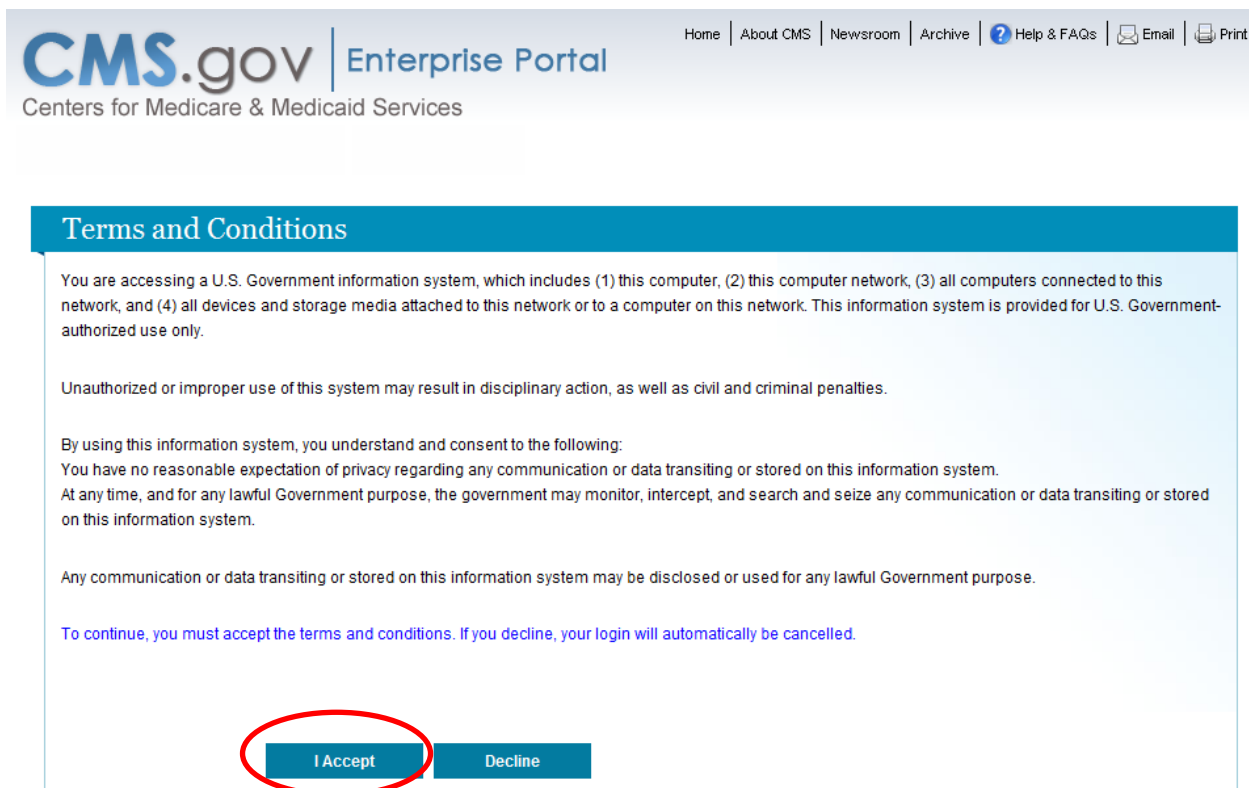 Home | About CMS | Newsroom | Archive | Help & FAQs | Email | Print
CMS.gov | Enterprise Portal
Centers for Medicare & Medicaid Services
Terms and Conditions
You are accessing a U.S. Government information system, which includes (1) this computer, (2) this computer network, (3) all computers connected to this
network, and (4) all devices and storage media attached to this network or to a computer on this network. This information system is provided for U.S. Government-
authorized use only.
Unauthorized or improper use of this system may result in disciplinary action, as well as civil and criminal penalties.
By using this information system, you understand and consent to the following:
You have no reasonable expectation of privacy regarding any communication or data transiting or stored on this information system.
At any time, and for any lawful Government purpose, the government may monitor, intercept, and search and seize any communication or data transiting or stored
on this information system.
Any communication or data transiting or stored on this information system may be disclosed or used for any lawful Government purpose.
To continue, you must accept the terms and conditions. If you decline, your login will automatically be cancelled.
I Accept Decline